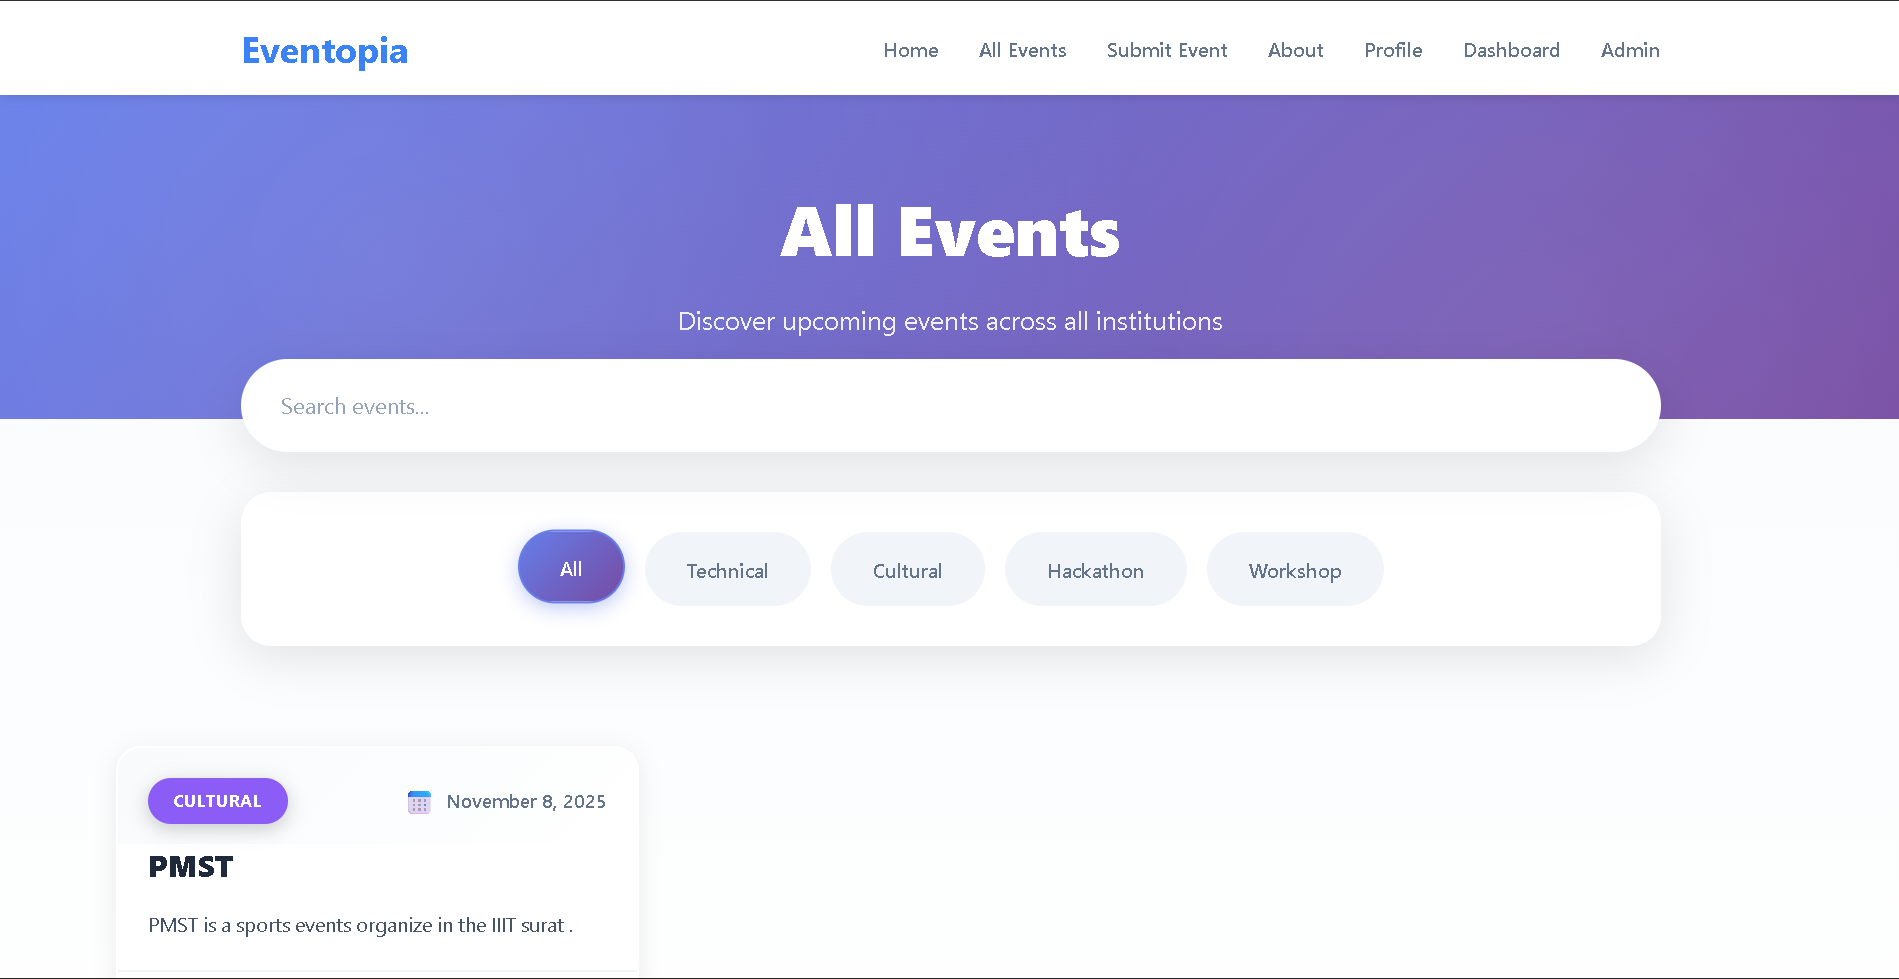 Eventopia
Home All Events Submit Event About Profile Dashboard Admin
All Events
Discover upcoming events across all institutions
Search events...
All Technical Cultural Hackathon Workshop
CULTURAL November 8, 2025
PMST
PMST is a sports events organize in the IIIT surat .